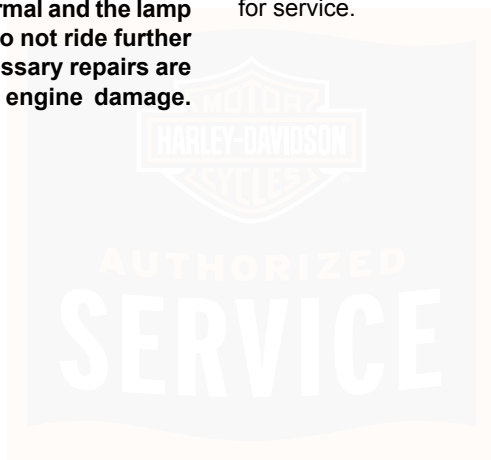 rmal and the lamp
o not ride further
ssary repairs are
engine damage.
for service.
MOTOR
HARLEY-DAVIDSON
CYCLES
AUTHORIZED
SERVICE